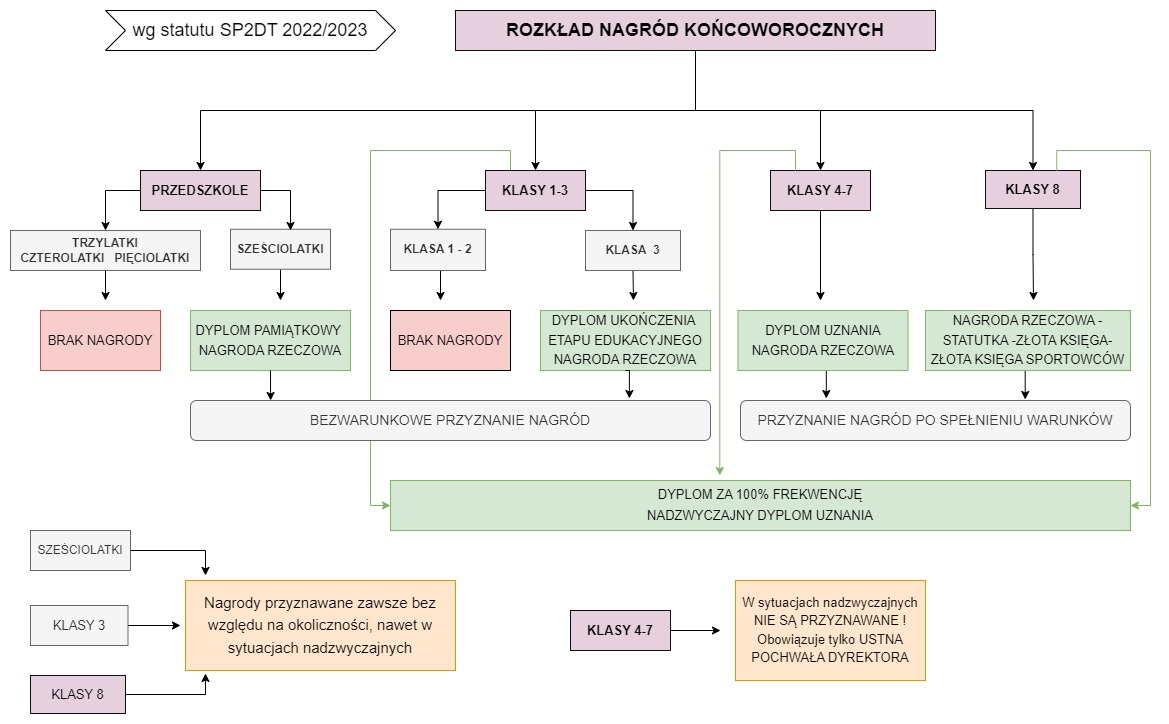 wg statutu SP2DT 2022/2023
ROZKŁAD NAGRÓD KOŃCOWOROCZNYCH
PRZEDSZKOLE
KLASY 1-3
KLASY 4-7
KLASY 8
TRZYLATKI
CZTEROLATKI PIĘCIOLATKI
SZEŚCIOLATKI
KLASA 1 - 2
KLASA 3
BRAK NAGRODY
DYPLOM PAMIĄTKOWY
NAGRODA RZECZOWA
BRAK NAGRODY
DYPLOM UKOŃCZENIA
ETAPU EDUKACYJNEGO
NAGRODA RZECZOWA
DYPLOM UZNANIA
NAGRODA RZECZOWA
NAGRODA RZECZOWA -
STATUTKA -ZŁOTA KSIĘGA-
ZŁOTA KSIĘGA SPORTOWCÓW
BEZWARUNKOWE PRZYZNANIE NAGRÓD
PRZYZNANIE NAGRÓD PO SPEŁNIENIU WARUNKÓW
DYPLOM ZA 100% FREKWENCJĘ
NADZWYCZAJNY DYPLOM UZNANIA
SZEŚCIOLATKI
KLASY 3
KLASY 8
Nagrody przyznawane zawsze bez
względu na okoliczności, nawet w
sytuacjach nadzwyczajnych
KLASY 4-7
W sytuacjach nadzwyczajnych
NIE SĄ PRZYZNAWANE !
Obowiązuje tylko USTNA
POCHWAŁA DYREKTORA